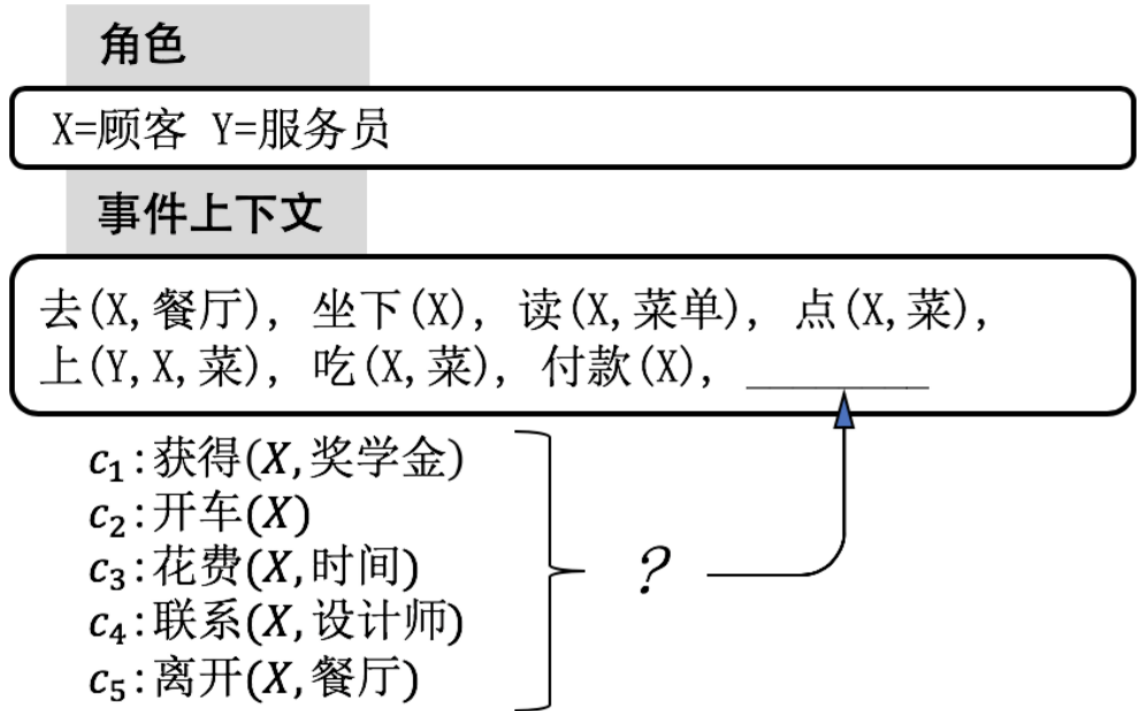 角色
X=顾客 Y=服务员
事件上下文
去(X,餐厅), 坐下(X), 读(X,菜单), 点(X,菜),
上(Y,X,菜), 吃(X,菜), 付款(X), ________
c₁:获得(X,奖学金)
c₂:开车(X)
c₃:花费(X,时间)
c₄:联系(X,设计师)
c₅:离开(X,餐厅)
?